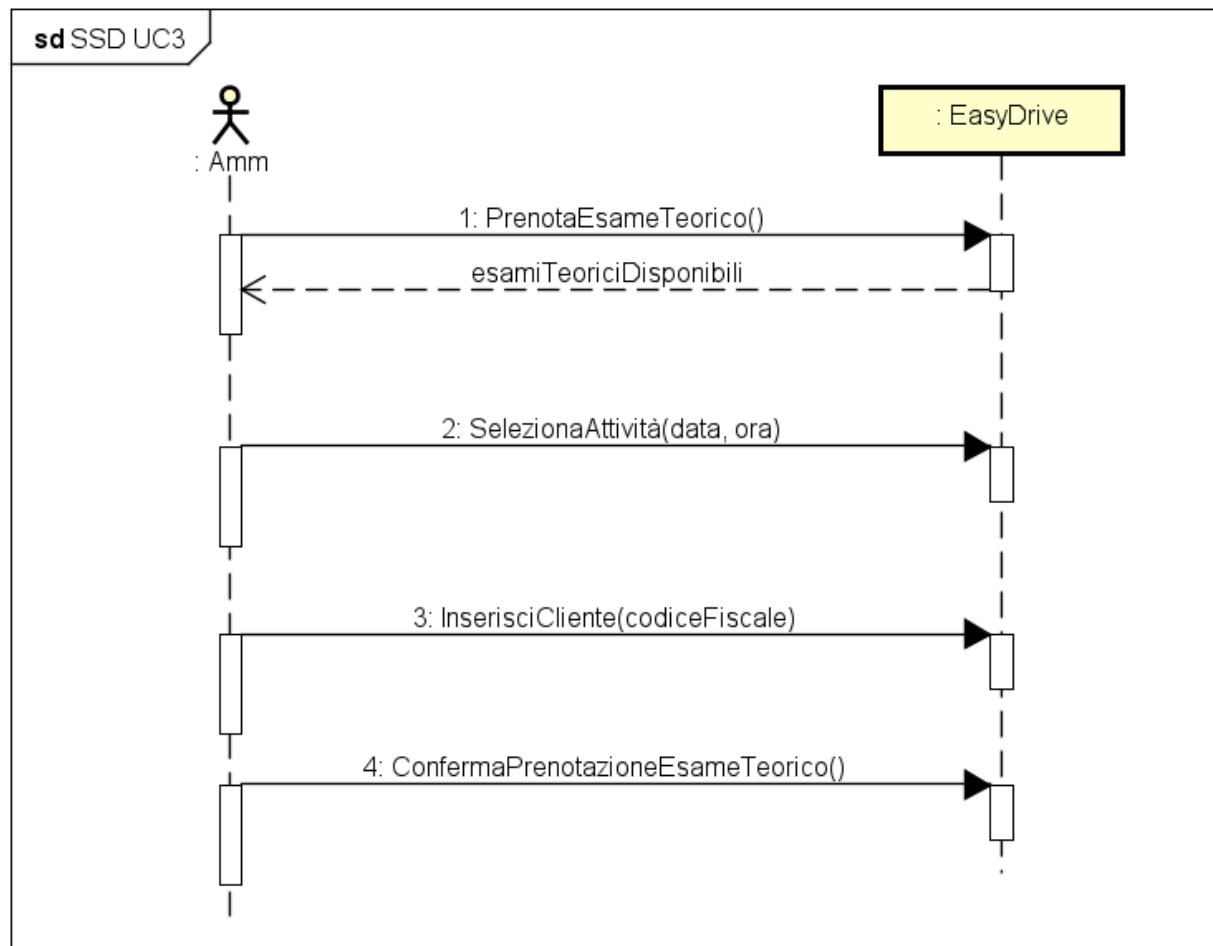 sd SSD UC3
: Amm
: EasyDrive
1: PrenotaEsameTeorico()
esamiTeoriciDisponibili
2: SelezionaAttività(data, ora)
3: InserisciCliente(codiceFiscale)
4: ConfermaPrenotazioneEsameTeorico()